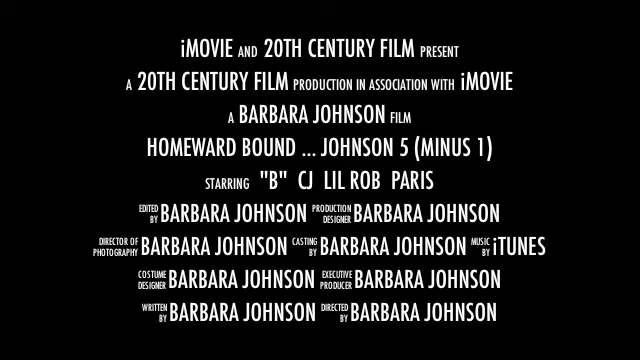 iMOVIE AND 20TH CENTURY FILM PRESENT
A 20TH CENTURY FILM PRODUCTION IN ASSOCIATION WITH iMOVIE
A BARBARA JOHNSON FILM
HOMEWARD BOUND ... JOHNSON 5 (MINUS 1)
STARRING "B" CJ LIL ROB PARIS
EDITED BY BARBARA JOHNSON PRODUCTION DESIGNER BARBARA JOHNSON
DIRECTOR OF PHOTOGRAPHY BARBARA JOHNSON CASTING BY BARBARA JOHNSON MUSIC BY iTUNES
COSTUME DESIGNER BARBARA JOHNSON EXECUTIVE PRODUCER BARBARA JOHNSON
WRITTEN BY BARBARA JOHNSON DIRECTED BY BARBARA JOHNSON